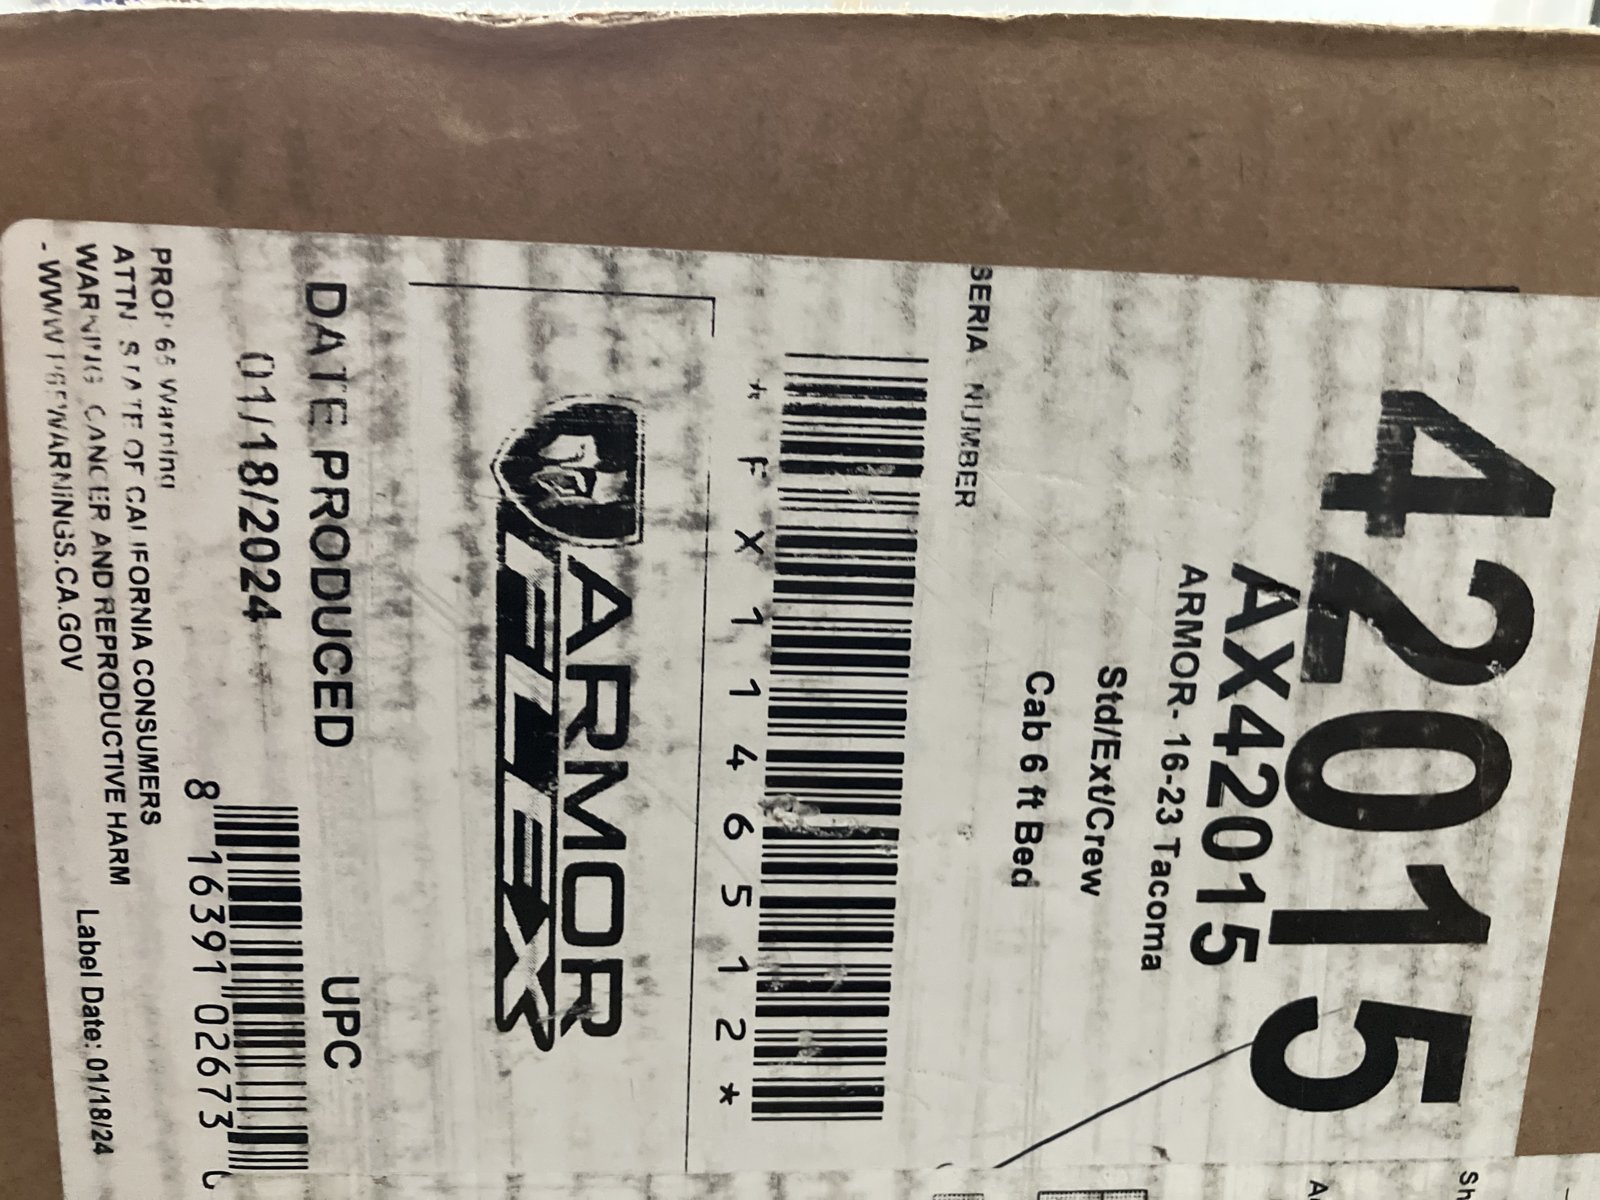 42015
AX42015
ARMOR- 16-23 Tacoma
Std/Ext/Crew
Cab 6 ft Bed
SERIA NUMBER
*FX11146512*
ARMOR
FLEX
DATE PRODUCED
UPC
01/18/2024
8 16391 02673
PROP 65 Warning
ATTN STATE OF CALIFORNIA CONSUMERS
WARNING CANCER AND REPRODUCTIVE HARM
- WWW.P65WARNINGS.CA.GOV
Label Date: 01/18/24